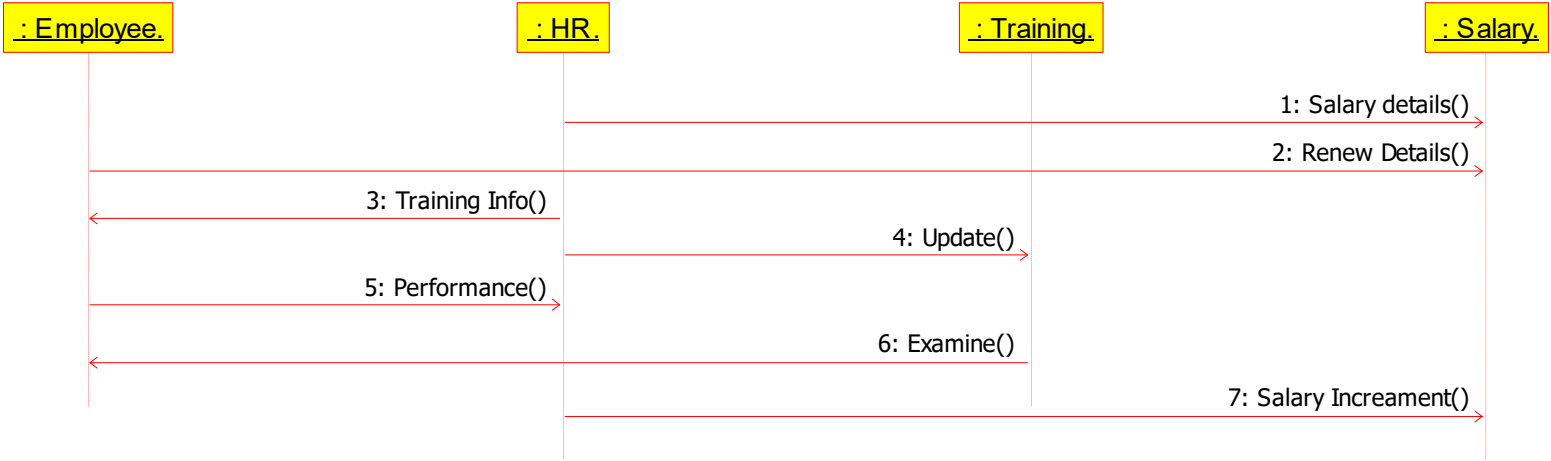 : Employee.
: HR.
: Training.
: Salary.
1: Salary details()
2: Renew Details()
3: Training Info()
4: Update()
5: Performance()
6: Examine()
7: Salary Increament()